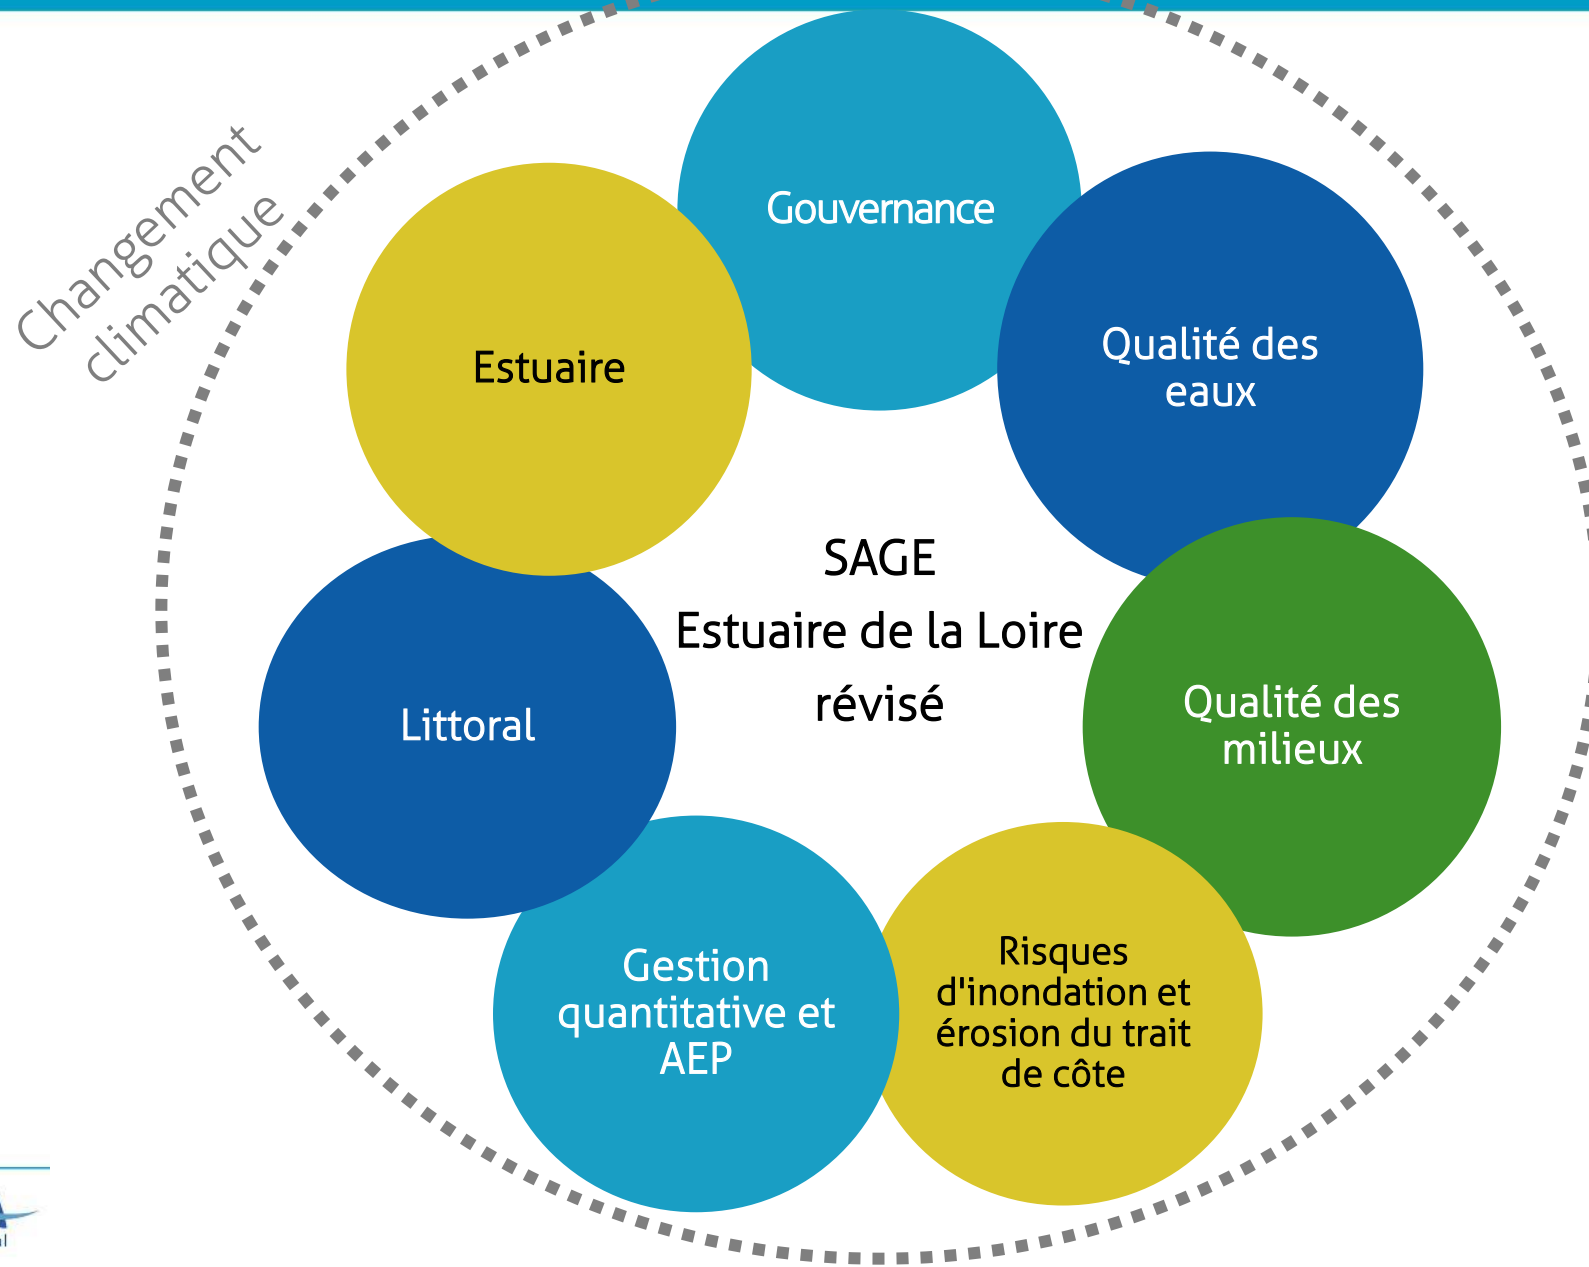 Changement
climatique
Gouvernance
Qualité des
eaux
Estuaire
SAGE
Estuaire de la Loire
révisé
Qualité des
milieux
Littoral
Gestion
quantitative et
AEP
Risques
d'inondation et
érosion du trait
de côte